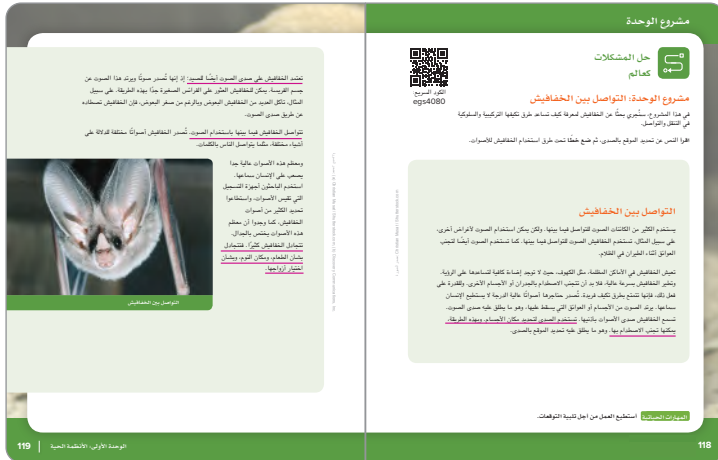 مشروع الوحدة
حل المشكلات
كعالم
الكود السريع:
egs4080
مشروع الوحدة: التواصل بين الخفافيش
في هذا المشروع، ستُجري بحثًا عن الخفافيش لمعرفة كيف تساعد طرق تكيفها التركيبية والسلوكية
في التنقل والتواصل.
اقرأ النص عن تحديد الموقع بالصدى، ثم ضع خطًا تحت طرق استخدام الخفافيش للأصوات.
التواصل بين الخفافيش
يستخدم الكثير من الكائنات الصوت للتواصل فيما بينها. ولكن يمكن استخدام الصوت لأغراض أخرى.
على سبيل المثال، تستخدم الخفافيش الصوت للتواصل فيما بينها. كما تستخدم الصوت أيضًا لتجنب
العوائق أثناء الطيران في الظلام.
تعيش الخفافيش في الأماكن المظلمة، مثل الكهوف، حيث لا توجد إضاءة كافية لتساعدها على الرؤية.
وتطير الخفافيش بسرعة عالية، فلا بد أن تتجنب الاصطدام بالجدران أو الأجسام الأخرى. وللقدرة على
فعل ذلك، فإنها تتمتع بطرق تكيف فريدة. تُصدر حناجرها أصواتًا عالية الدرجة لا يستطيع الإنسان
سماعها. يرتد الصوت من الأجسام أو العوائق التي يسقط عليها، وهو ما يطلق عليه صدى الصوت.
تسمع الخفافيش صدى الأصوات بأذنيها. تستخدم الصدى لتحديد مكان الأجسام. وبهذه الطريقة،
يمكنها تجنب الاصطدام بها. وهو ما يطلق عليه تحديد الموقع بالصدى.
المهارات الحياتية أستطيع العمل من أجل تلبية التوقعات.
118
تعتمد الخفافيش على صدى الصوت أيضًا للصيد؛ إذ إنها تُصدر صوتًا ويرتد هذا الصوت عن
جسم الفريسة. يمكن للخفافيش العثور على الفرائس الصغيرة جدًا بهذه الطريقة. على سبيل
المثال، تأكل العديد من الخفافيش البعوض وبالرغم من صغر البعوض، فإن الخفافيش تصطاده
عن طريق صدى الصوت.
تتواصل الخفافيش فيما بينها باستخدام الصوت. تُصدر الخفافيش أصواتًا مختلفة للدلالة على
أشياء مختلفة، مثلما يتواصل الناس بالكلمات.
ومعظم هذه الأصوات عالية جدا
يصعب على الإنسان سماعها.
استخدم الباحثون أجهزة التسجيل
التي تقيس الأصوات، واستطاعوا
تحديد الكثير من أصوات
الخفافيش، كما وجدوا أن معظم
هذه الأصوات يختص بالجدال.
تتجادل الخفافيش كثيرًا. فتتجادل
بشأن الطعام، ومكان النوم، وبشأن
اختيار أزواجها.
التواصل بين الخفافيش
الوحدة الأولى: الأنظمة الحية | 119